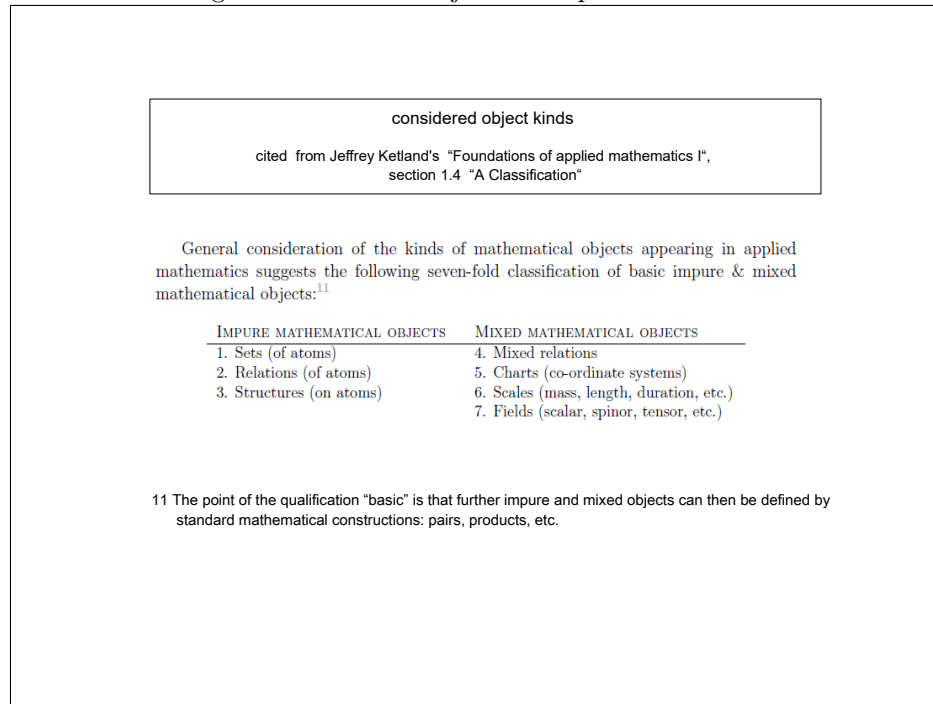 considered object kinds
cited from Jeffrey Ketland's “Foundations of applied mathematics I“,
section 1.4 “A Classification“
General consideration of the kinds of mathematical objects appearing in applied
mathematics suggests the following seven-fold classification of basic impure & mixed
mathematical objects:11
IMPURE MATHEMATICAL OBJECTS MIXED MATHEMATICAL OBJECTS
1. Sets (of atoms) 4. Mixed relations
2. Relations (of atoms) 5. Charts (co-ordinate systems)
3. Structures (on atoms) 6. Scales (mass, length, duration, etc.)
7. Fields (scalar, spinor, tensor, etc.)
11 The point of the qualification “basic” is that further impure and mixed objects can then be defined by
standard mathematical constructions: pairs, products, etc.